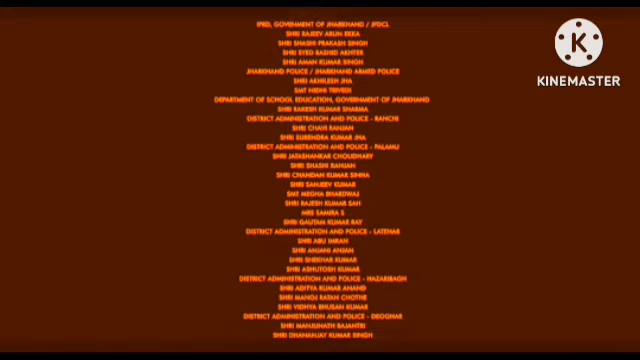 IPRD, GOVENMENT OF JHARKHAND / JFDCL
SHRI RAJEEV ARUN EKKA
SHRI SHASHI PRAKASH SINGH
SHRI SYED RASHID AKHTER
SHRI AMAN KUMAR SINGH
JHARKHAND POLICE / JHARKHAND ARMED POLICE
SHRI AKHILESH JHA
SMT NIDHI TRIVEDI
DEPARTMENT OF SCHOOL EDUCATION, GOVERNMENT OF JHARKHAND
SHRI RAKESH KUMAR SHARMA
DISTRICT ADMINISTRATION AND POLICE - RANCHI
SHRI CHAVI RANJAN
SHRI SURENDRA KUMAR JHA
DISTRICT ADMINISTRATION AND POLICE - PALAMU
SHRI JATASHANKAR CHOUDHARY
SHRI SHASHI RANJAN
SHRI CHANDAN KUMAR SINHA
SHRI SANJEEV KUMAR
SMT MEGHA BHARDWAJ
SHRI RAJESH KUMAR SAH
MRS SAMIRA S
SHRI GAUTAM KUMAR RAY
DISTRICT ADMINISTRATION AND POLICE - LATEHAR
SHRI ABU IMRAN
SHRI ANJANI ANJAN
SHRI SHEKHAR KUMAR
SHRI ASHUTOSH KUMAR
DISTRICT ADMINISTRATION AND POLICE - HAZARIBAGH
SHRI ADITYA KUMAR ANAND
SHRI MANOJ RATAN CHOTHE
SHRI VIDHYA BHUSAN KUMAR
DISTRICT ADMINISTRATION AND POLICE - DEOGHAR
SHRI MANJUNATH BAJANTRI
SHRI DHANANJAY KUMAR SINGH
K
KINEMASTER